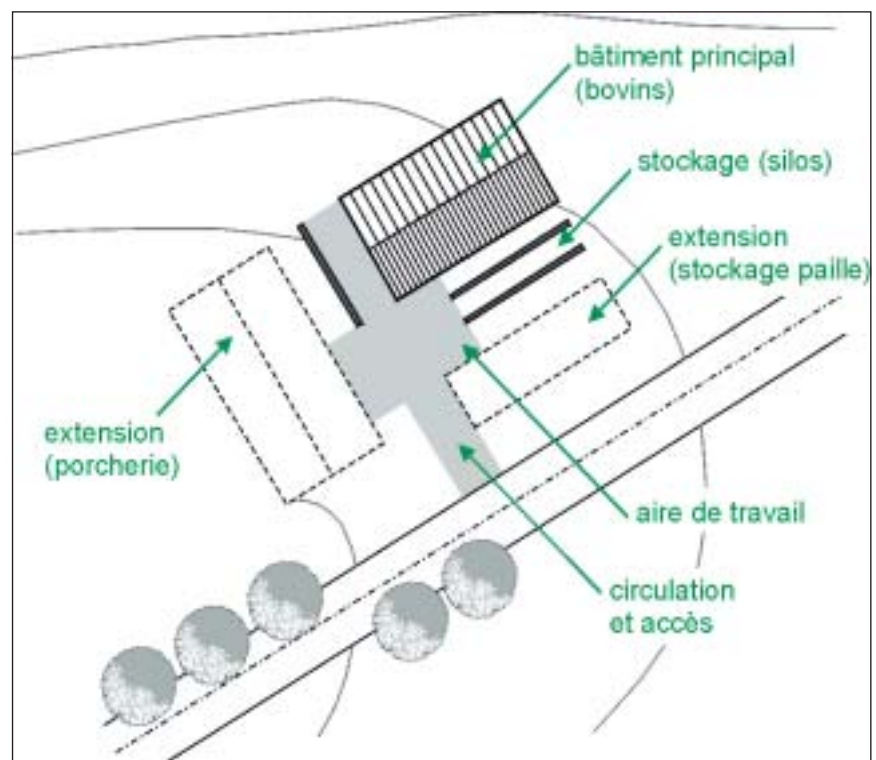 bâtiment principal
(bovins)
stockage (silos)
extension
(stockage paille)
extension
(porcherie)
aire de travail
circulation
et accès